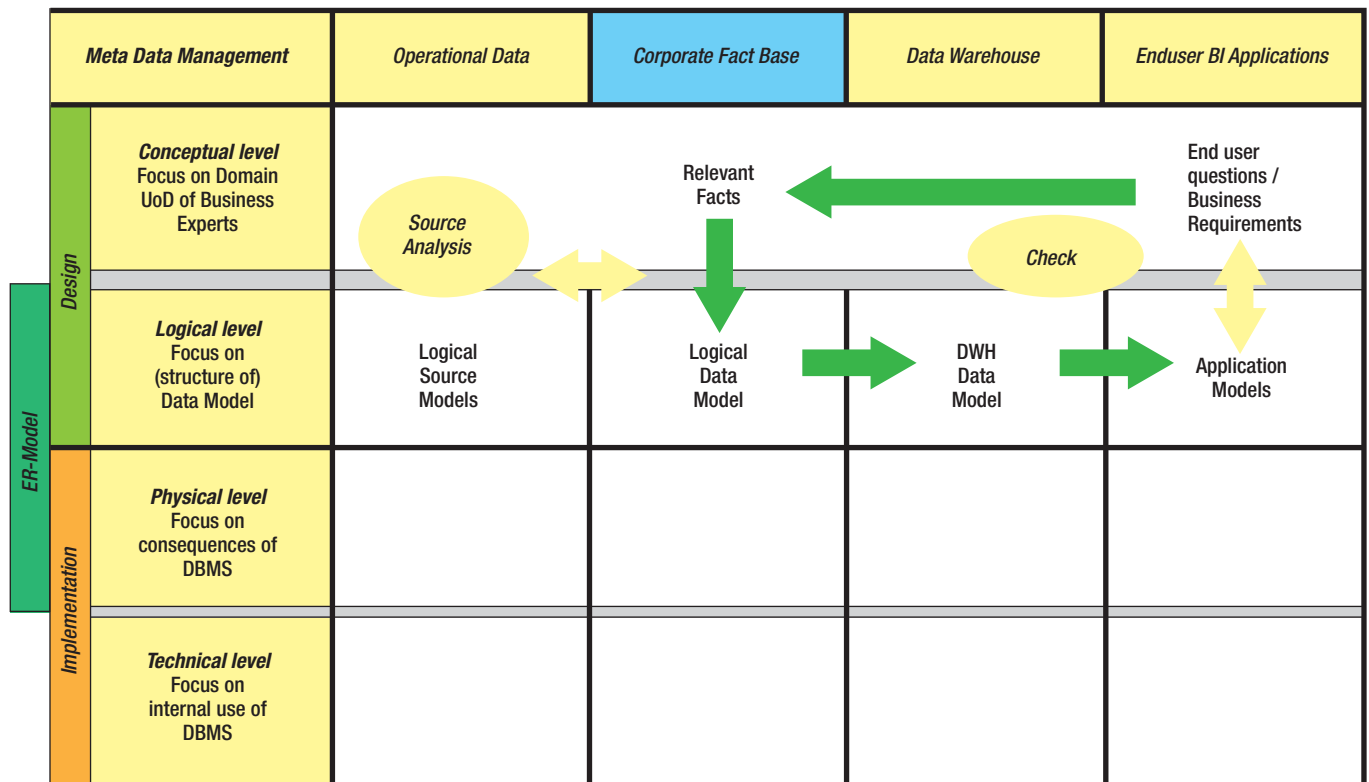 Meta Data Management
Operational Data
Corporate Fact Base
Data Warehouse
Enduser BI Applications
ER-Model
Design
Conceptual level
Focus on Domain
UoD of Business
Experts
Source
Analysis
Relevant
Facts
Check
End user
questions /
Business
Requirements
Logical level
Focus on
(structure of)
Data Model
Logical
Source
Models
Logical
Data
Model
DWH
Data
Model
Application
Models
Implementation
Physical level
Focus on
consequences of
DBMS
Technical level
Focus on
internal use of
DBMS